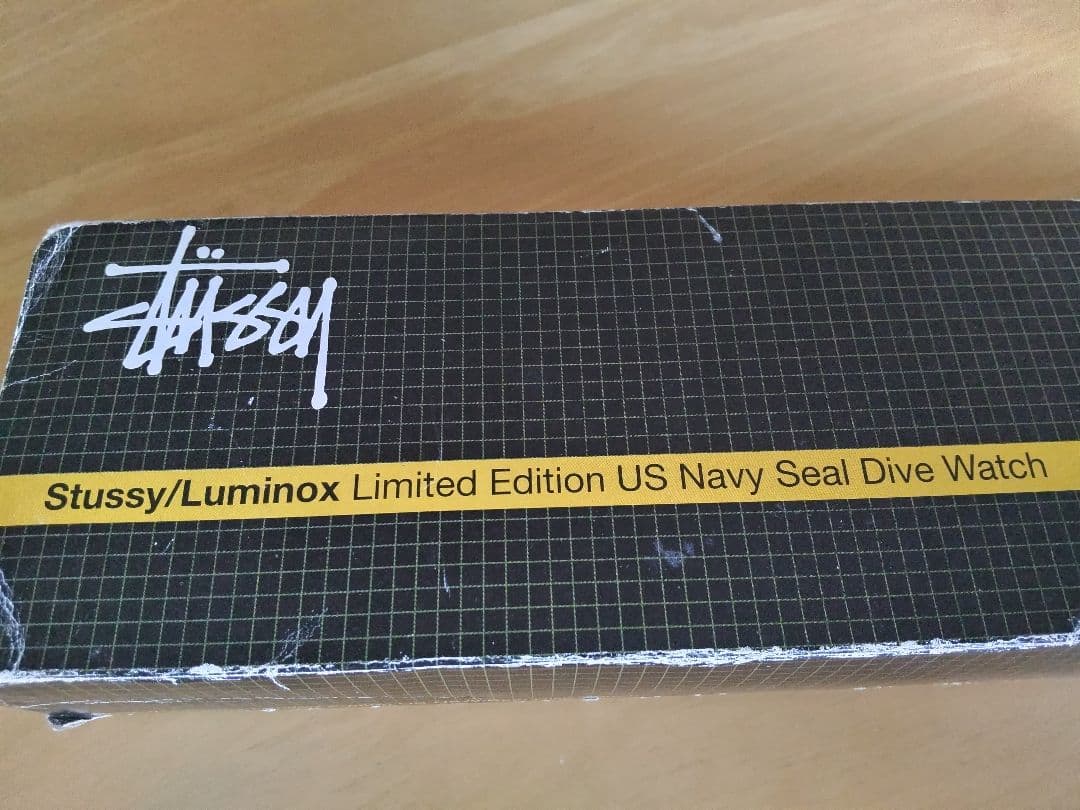 Stüssy
Stussy/Luminox Limited Edition US Navy Seal Dive Watch